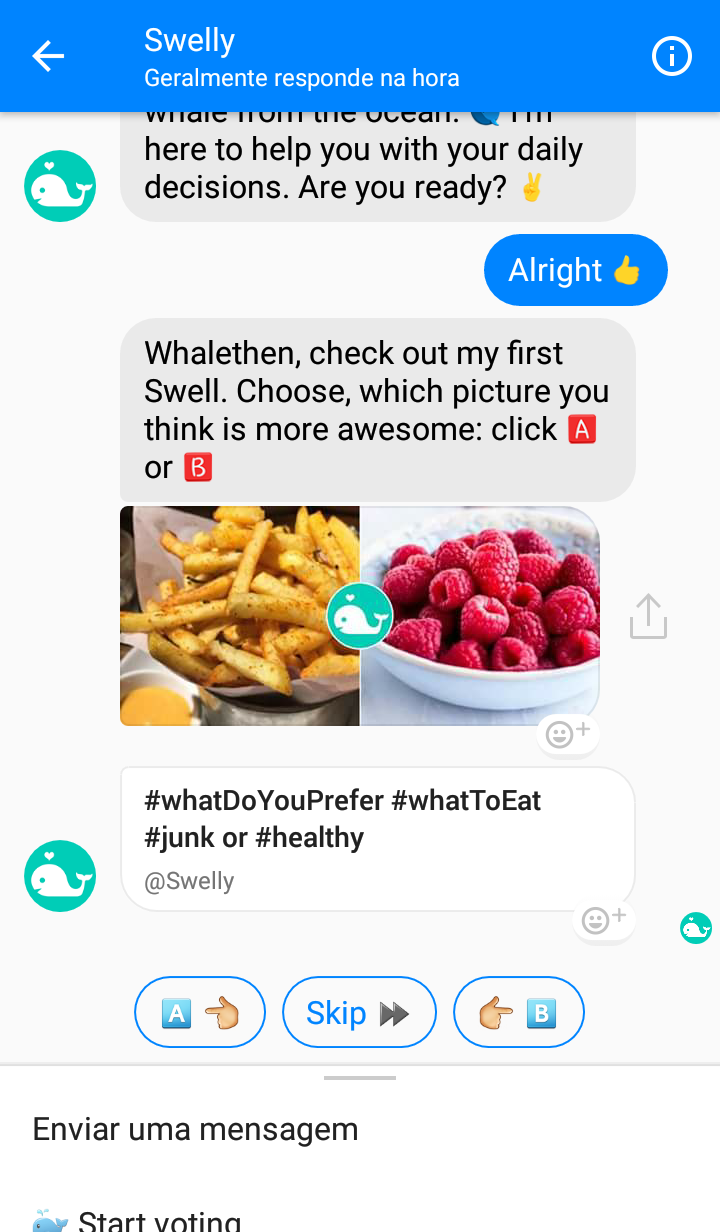 Swelly
Geralmente responde na hora
whale from the ocean. 🐋 I'm
here to help you with your daily
decisions. Are you ready? ✌
Alright 👍
Whalethen, check out my first
Swell. Choose, which picture you
think is more awesome: click 🅰
or 🅱
#whatDoYouPrefer #whatToEat
#junk or #healthy
@Swelly
A 👈 Skip ⏩ 👉 B
Enviar uma mensagem
🐳 Start voting